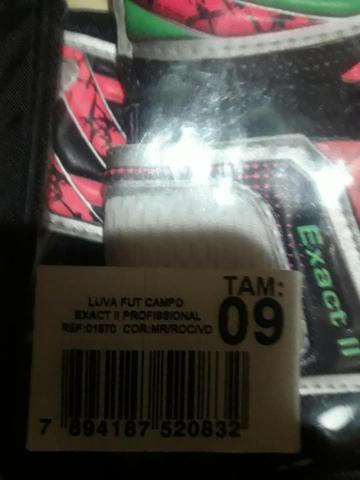 Exact II
TAM:
09
LUVA FUT CAMPO
EXACT II PROFISSIONAL
REF:01870 COR:MR/ROC/VD
7 894187 520832